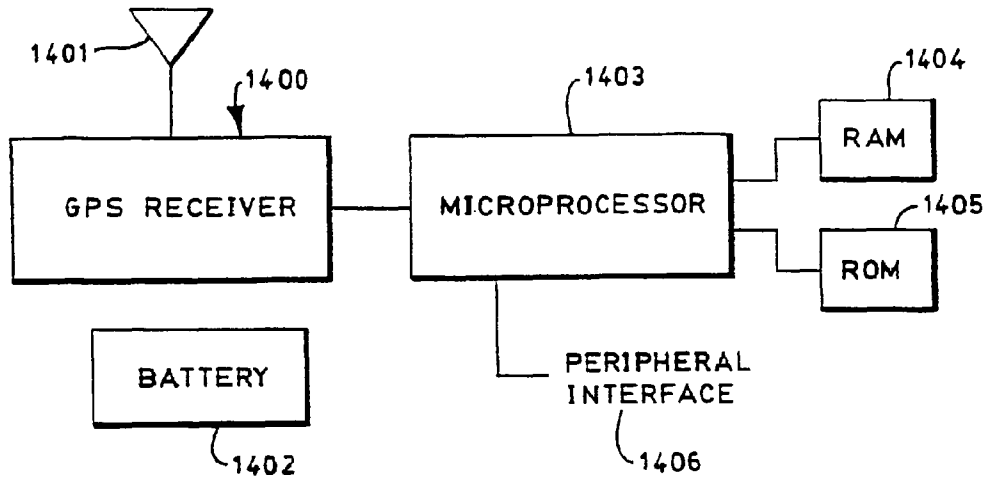 1401
1400
1403
1404
RAM
GPS RECEIVER
MICROPROCESSOR
1405
ROM
BATTERY
PERIPHERAL
INTERFACE
1402
1406